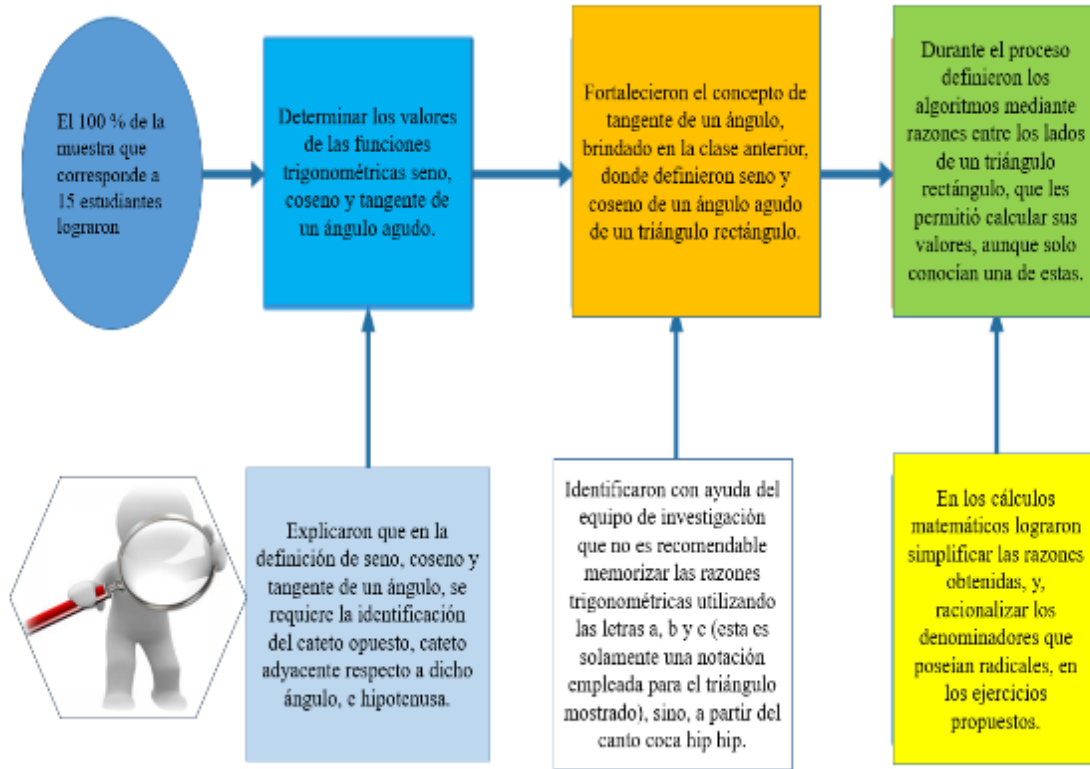 El 100 % de la
muestra que
corresponde a
15 estudiantes
lograron
Determinar los valores
de las funciones
trigonométricas seno,
coseno y tangente de
un ángulo agudo.
Fortalecieron el concepto de
tangente de un ángulo,
brindado en la clase anterior,
donde definieron seno y
coseno de un ángulo agudo
de un triángulo rectángulo.
Durante el proceso
definieron los
algoritmos mediante
razones entre los lados
de un triángulo
rectángulo, que les
permitió calcular sus
valores, aunque solo
conocían una de estas.
Explicaron que en la
definición de seno, coseno y
tangente de un ángulo, se
requiere la identificación
del cateto opuesto, cateto
adyacente respecto a dicho
ángulo, e hipotenusa.
Identificaron con ayuda del
equipo de investigación
que no es recomendable
memorizar las razones
trigonométricas utilizando
las letras a, b y c (esta es
solamente una notación
empleada para el triángulo
mostrado), sino, a partir del
canto coca hip hip.
En los cálculos
matemáticos lograron
simplificar las razones
obtenidas, y,
racionalizar los
denominadores que
poseían radicales, en
los ejercicios
propuestos.